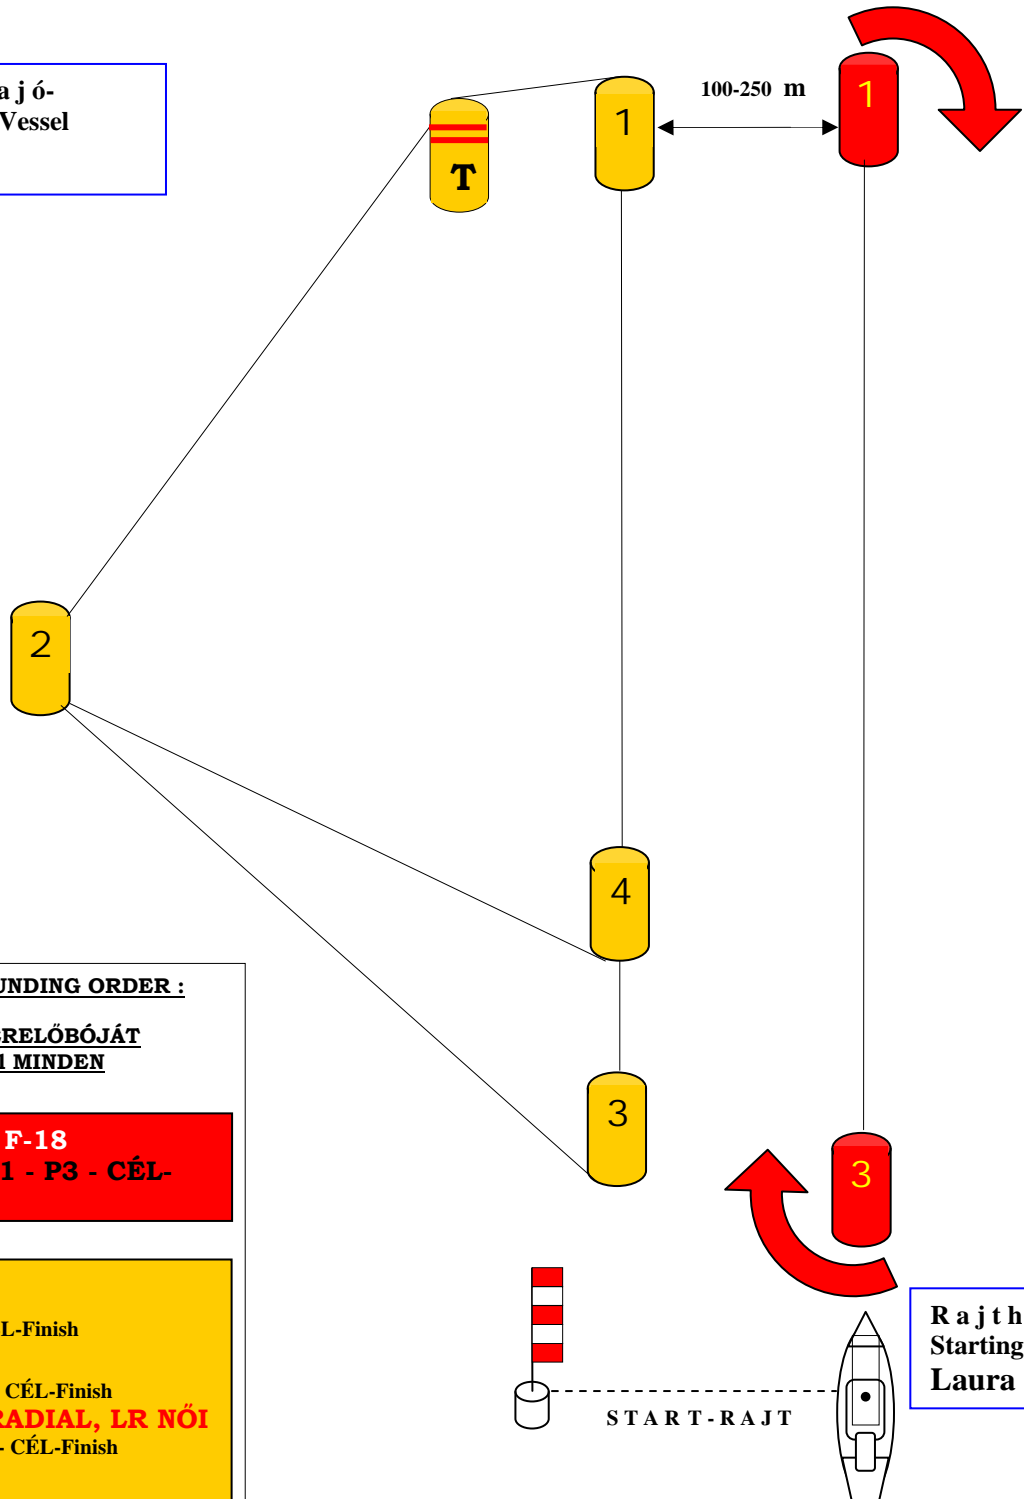 a j ó-
Vessel
T
1
100-250 m
1
2
4
3
3
UNDING ORDER :
RELŐBÓJÁT
MINDEN
F-18
1 - P3 - CÉL-
L-Finish
CÉL-Finish
RADIAL, LR NŐI
- CÉL-Finish
S T A R T - R A J T
R a j t h
Starting
Laura